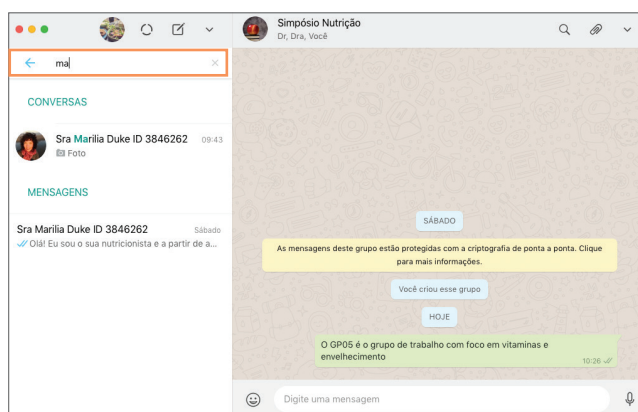 ma
CONVERSAS
Sra Marilia Duke ID 3846262 09:43
Foto
MENSAGENS
Sra Marilia Duke ID 3846262 Sábado
Olá! Eu sou o sua nutricionista e a partir de a...
Simpósio Nutrição
Dr, Dra, Você
SÁBADO
As mensagens deste grupo estão protegidas com a criptografia de ponta a ponta. Clique
para mais informações.
Você criou esse grupo
HOJE
O GP05 é o grupo de trabalho com foco em vitaminas e
envelhecimento
10:26
Digite uma mensagem